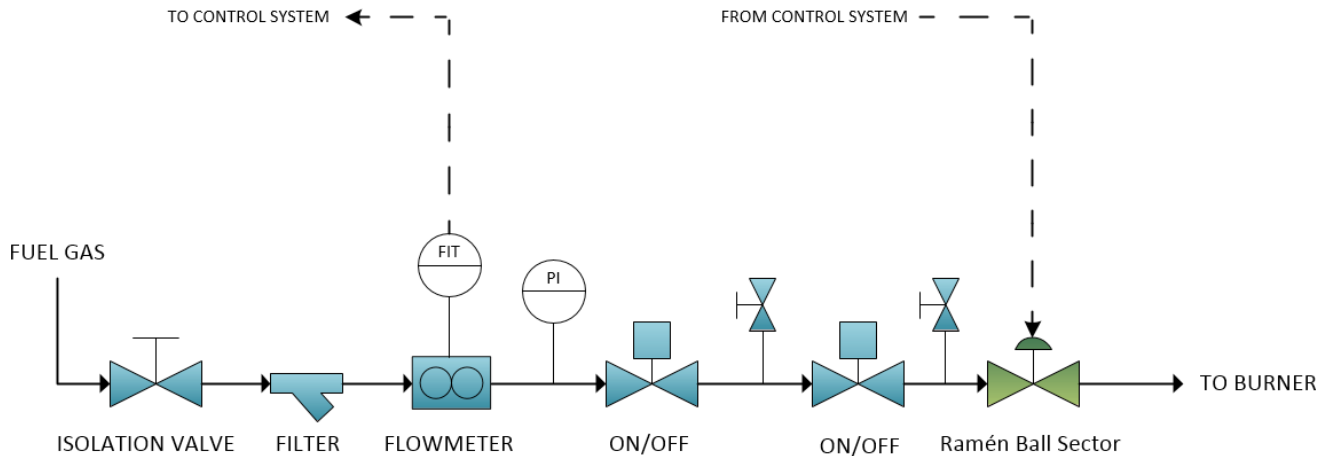 TO CONTROL SYSTEM
FROM CONTROL SYSTEM
FUEL GAS
FIT
PI
TO BURNER
ISOLATION VALVE
FILTER
FLOWMETER
ON/OFF
ON/OFF
Ramén Ball Sector